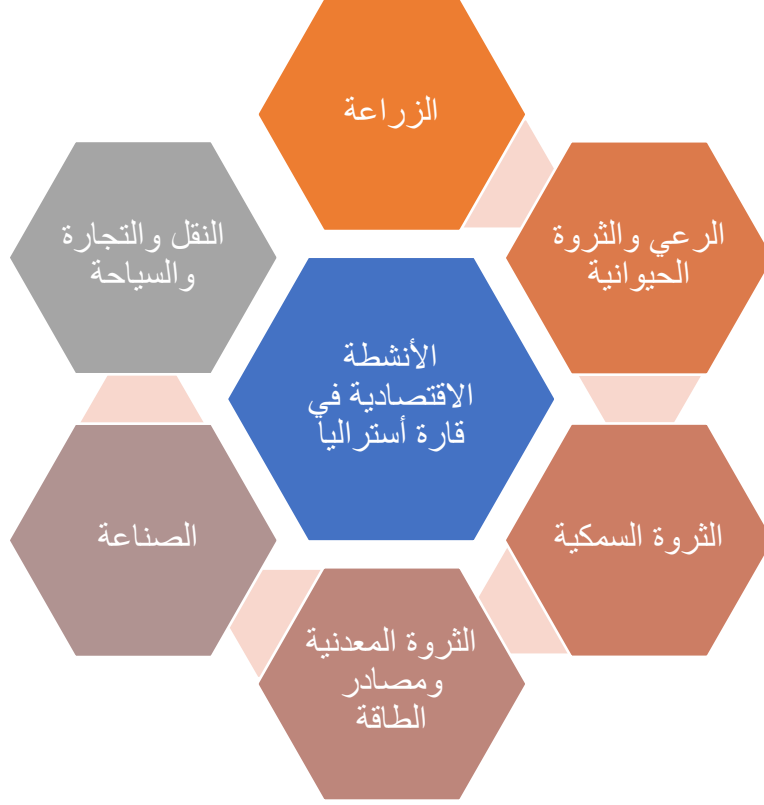 الزراعة
الرعي والثروة
الحيوانية
الثروة السمكية
الثروة المعدنية
ومصادر
الطاقة
الصناعة
النقل والتجارة
والسياحة
الأنشطة
الاقتصادية في
قارة أستراليا